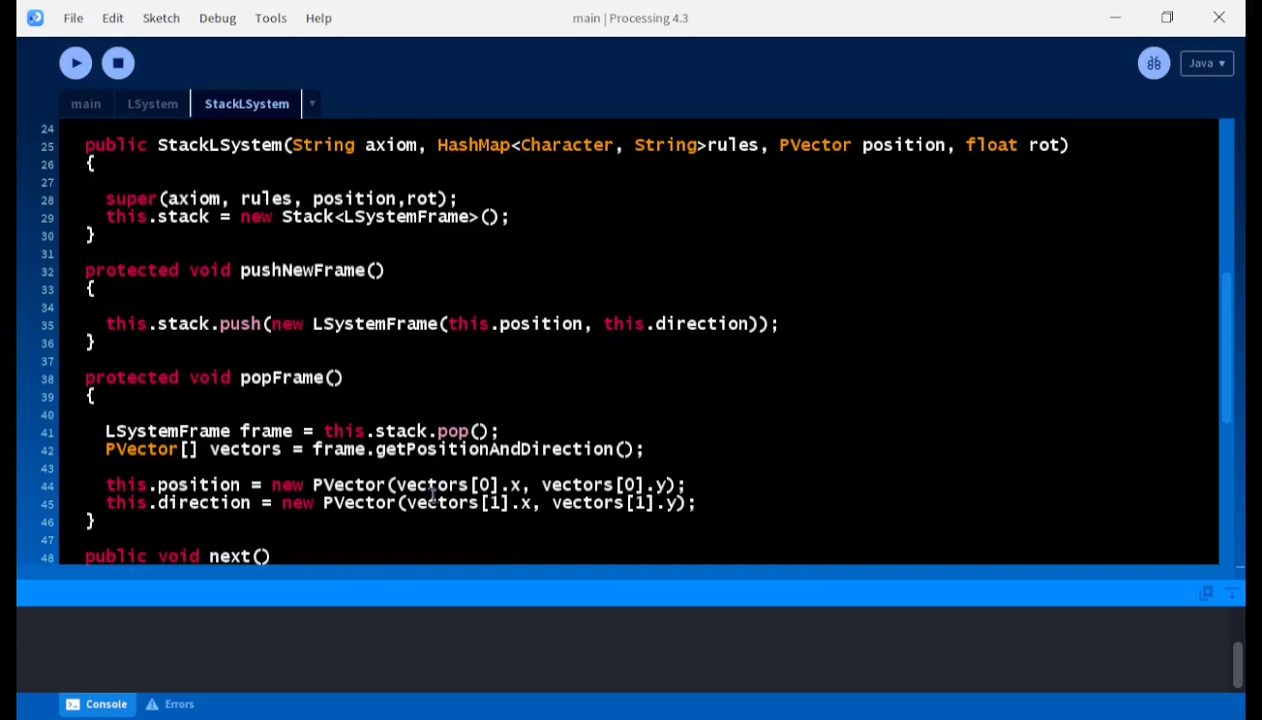 File Edit Sketch Debug Tools Help main | Processing 4.3
Java ▾
main LSystem StackLSystem ▾
24
25 public StackLSystem(String axiom, HashMap<Character, String>rules, PVector position, float rot)
26 {
27
28 super(axiom, rules, position,rot);
29 this.stack = new Stack<LSystemFrame>();
30 }
31
32 protected void pushNewFrame()
33 {
34
35 this.stack.push(new LSystemFrame(this.position, this.direction));
36 }
37
38 protected void popFrame()
39 {
40
41 LSystemFrame frame = this.stack.pop();
42 PVector[] vectors = frame.getPositionAndDirection();
43
44 this.position = new PVector(vectors[0].x, vectors[0].y);
45 this.direction = new PVector(vectors[1].x, vectors[1].y);
46 }
47
48 public void next()
Console Errors